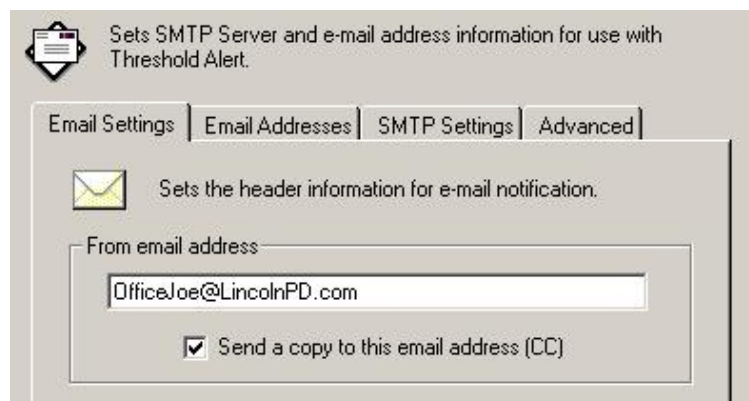 Sets SMTP Server and e-mail address information for use with
Threshold Alert.
Email Settings Email Addresses SMTP Settings Advanced
Sets the header information for e-mail notification.
From email address
OfficeJoe@LincolnPD.com
Send a copy to this email address (CC)